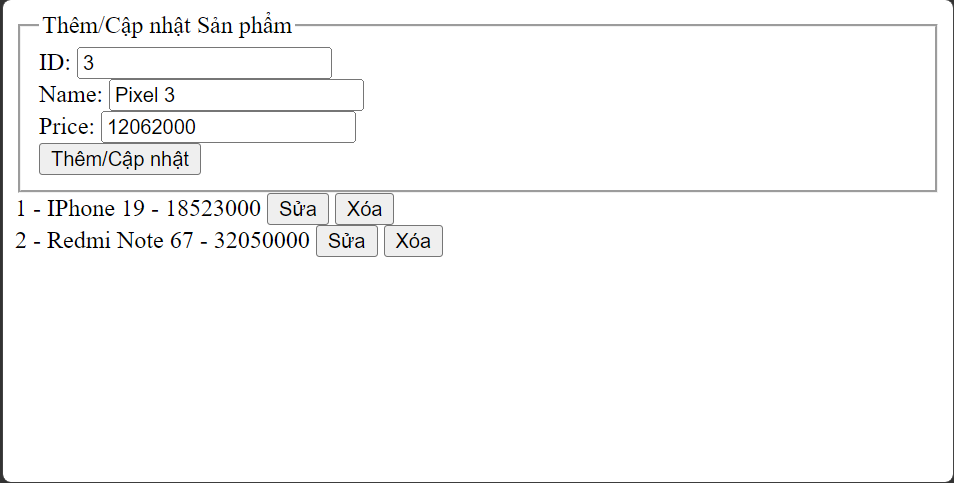 Thêm/Cập nhật Sản phẩm
ID: 3
Name: Pixel 3
Price: 12062000
Thêm/Cập nhật
1 - IPhone 19 - 18523000 Sửa Xóa
2 - Redmi Note 67 - 32050000 Sửa Xóa